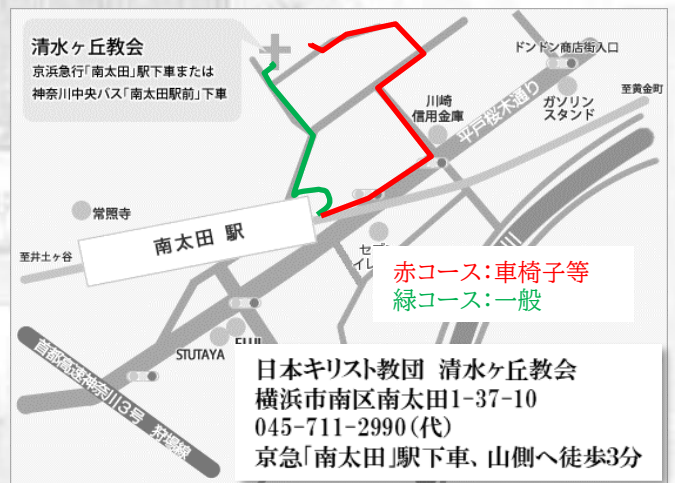 清水ヶ丘教会
京浜急行「南太田」駅下車または
神奈川中央バス「南太田駅前」下車
ドンドン商店街入口
至黄金町
川崎
信用金庫
ガソリン
スタンド
平戸桜木通り
常照寺
南太田 駅
至井土ヶ谷
セブン
イレ
川
赤コース：車椅子等
緑コース：一般
STUTAYA
FUJI
首都高速神奈川3号 狩場線
日本キリスト教団 清水ヶ丘教会
横浜市南区南太田1-37-10
045-711-2990（代）
京急「南太田」駅下車、山側へ徒歩3分